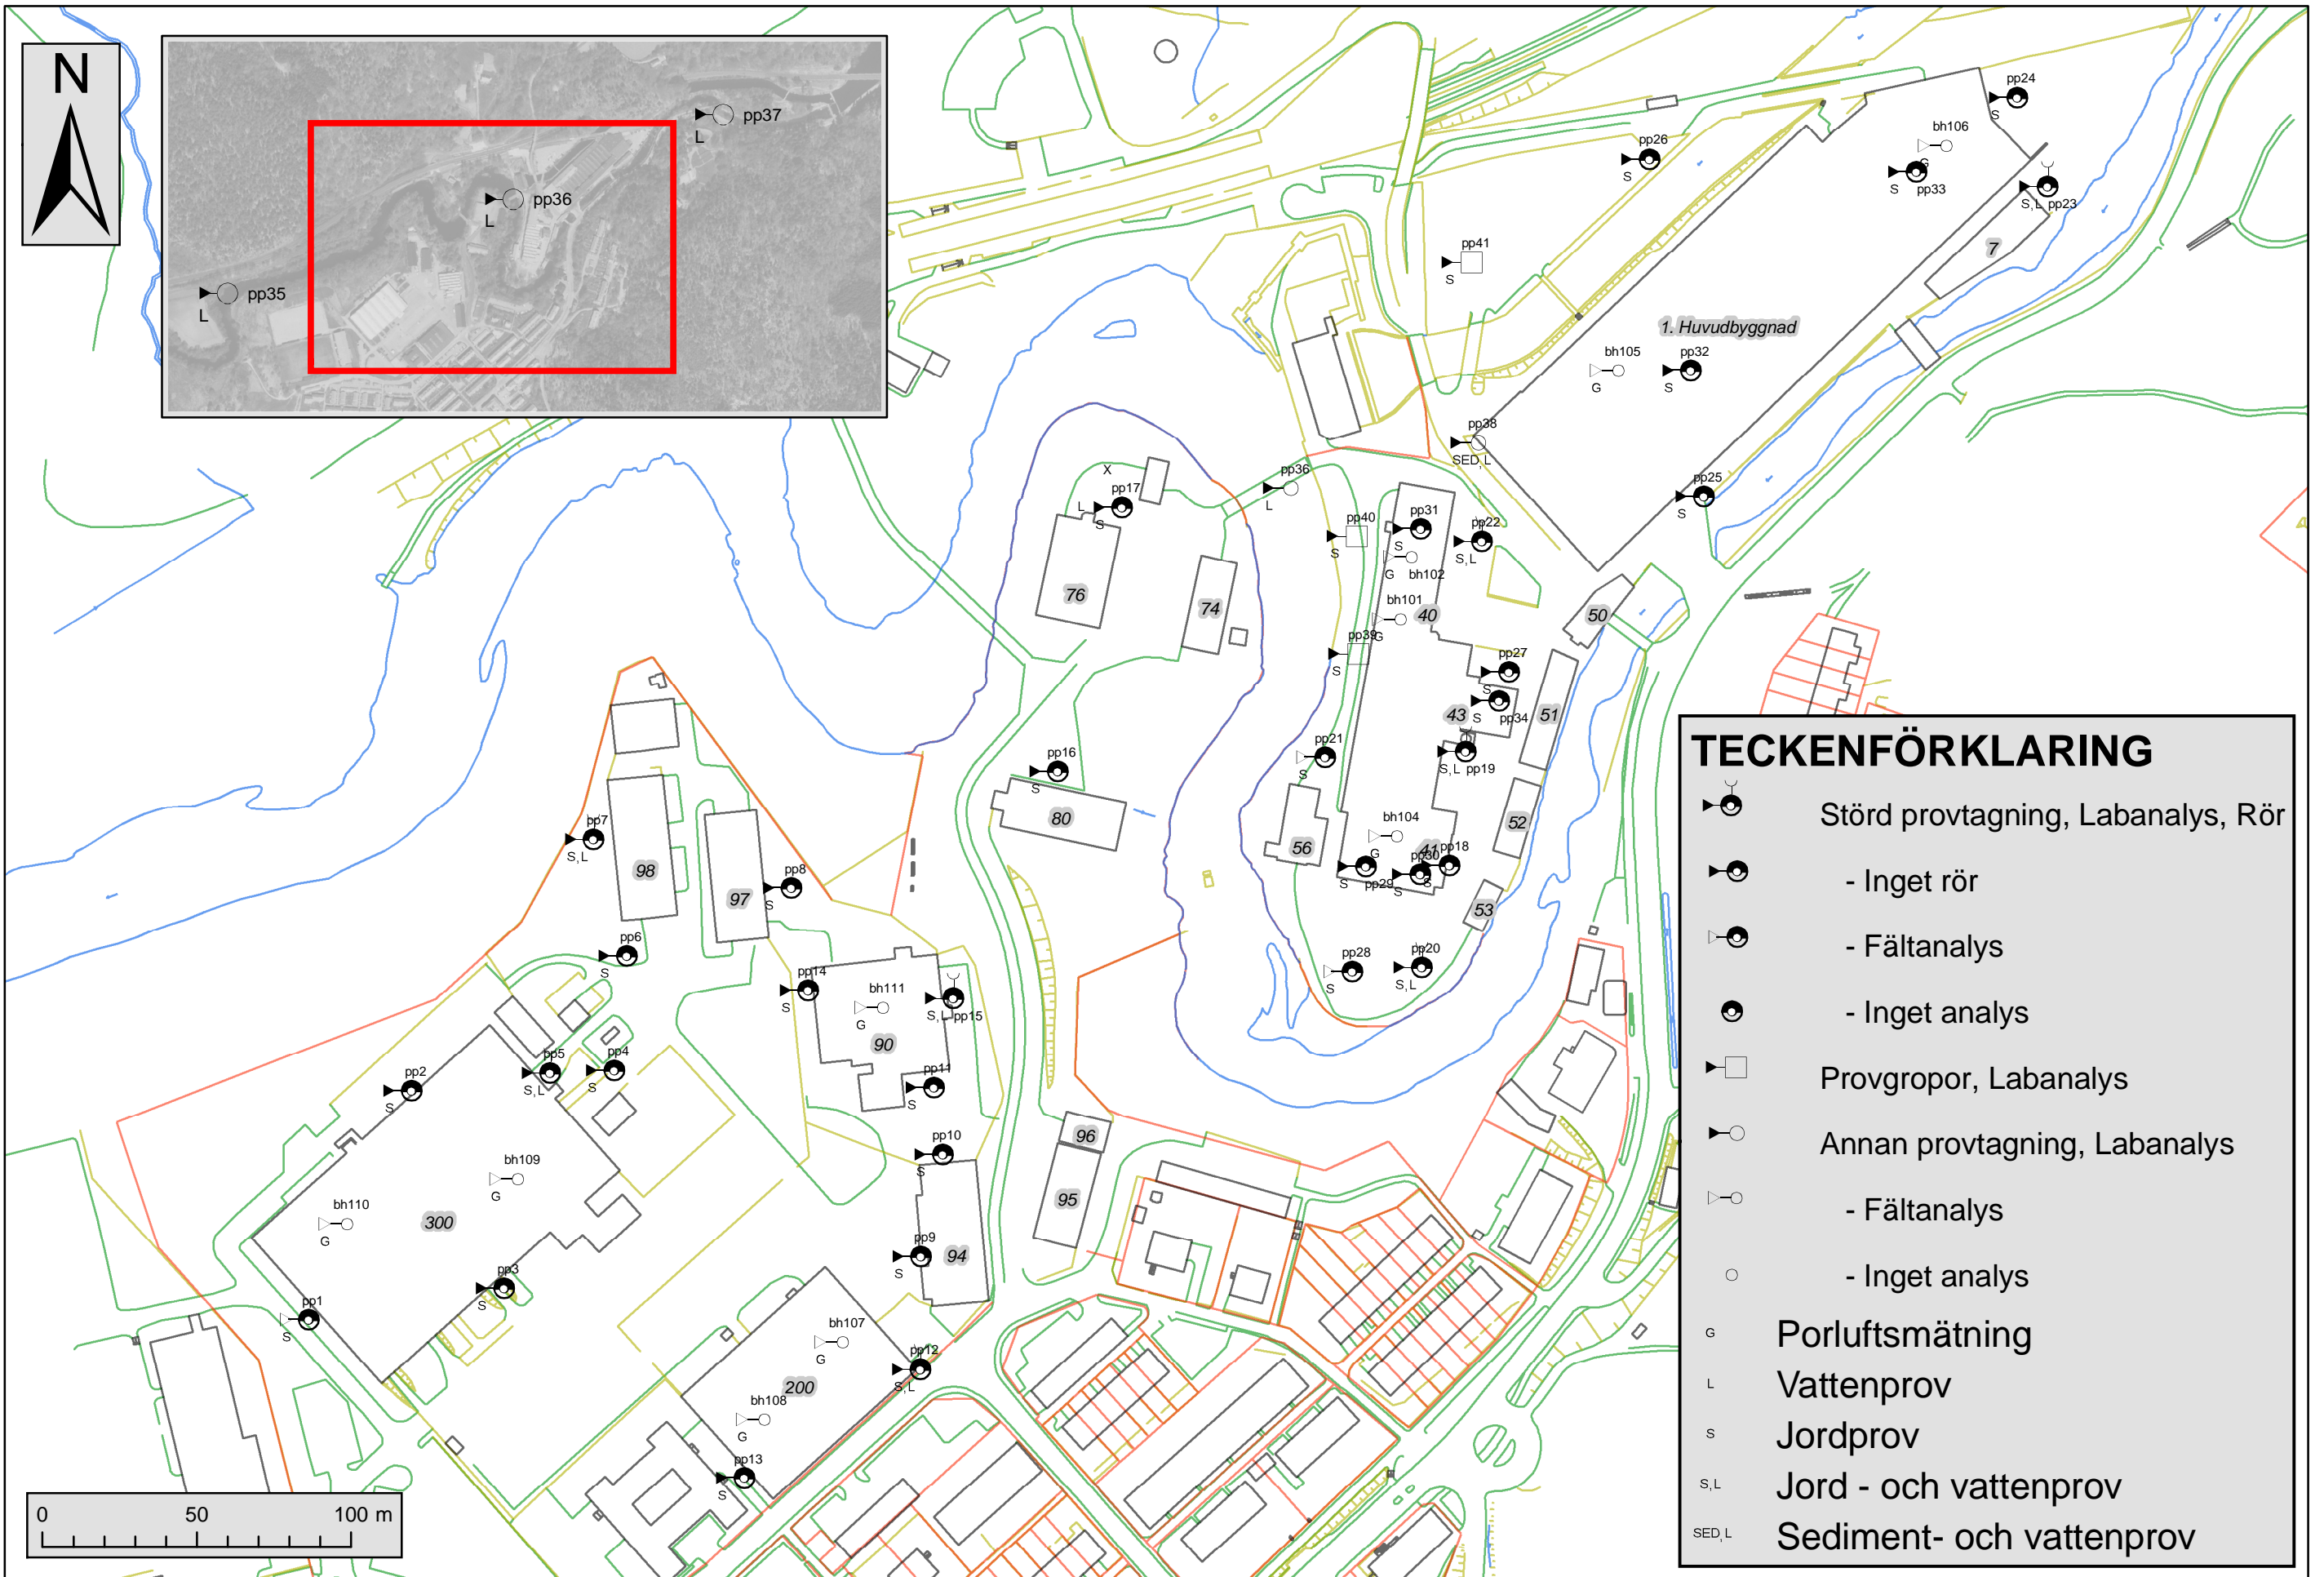 N
pp37
L
pp36
L
pp35
L
pp24
S
bh106
G
pp26
S
S
pp33
S, L pp23
7
pp41
S
1. Huvudbyggnad
bh105
G
pp32
S
pp38
SED, L
X
pp17
L
S
pp36
L
pp25
S
pp40
S
pp31
S
pp22
S, L
G
bh102
76
74
bh101
G
40
50
pp39
S
pp27
S
S
pp34
43
51
pp21
S
pp16
S
S, L pp19
80
52
bh104
G
56
41
pp7
S, L
98
pp8
S
97
S
pp29
pp30
S
pp18
S
53
pp6
S
pp14
S
bh111
G
S, L pp15
pp28
S
pp20
S, L
90
pp2
S
pp5
S, L
pp4
S
pp11
S
96
pp10
S
bh109
G
95
bh110
G
300
pp9
S
94
pp3
S
pp1
S
bh107
G
pp12
S, L
200
bh108
G
pp13
S
0 50 100 m
TECKENFÖRKLARING
Störd provtagning, Labanalys, Rör
- Inget rör
- Fältanalys
- Inget analys
Provgropor, Labanalys
Annan provtagning, Labanalys
- Fältanalys
- Inget analys
G Porluftsmätning
L Vattenprov
S Jordprov
S, L Jord - och vattenprov
SED, L Sediment- och vattenprov